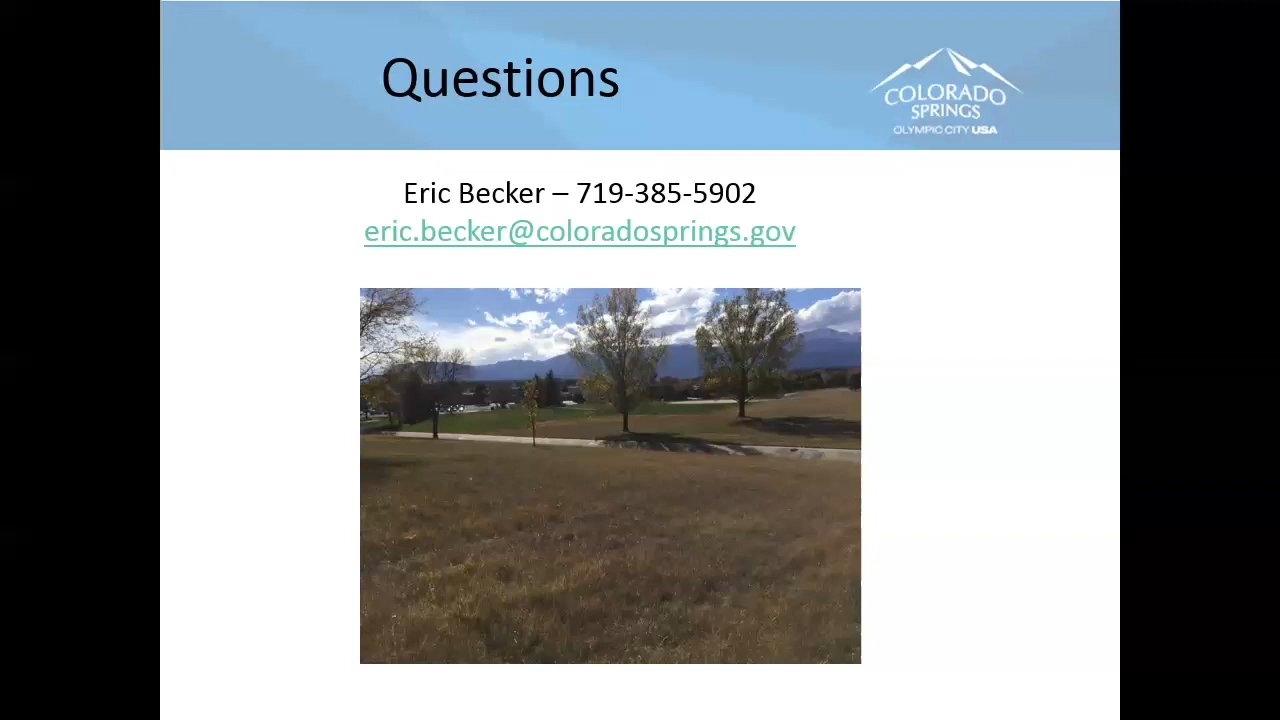 Questions
COLORADO
SPRINGS
OLYMPIC CITY USA
Eric Becker – 719-385-5902
eric.becker@coloradosprings.gov